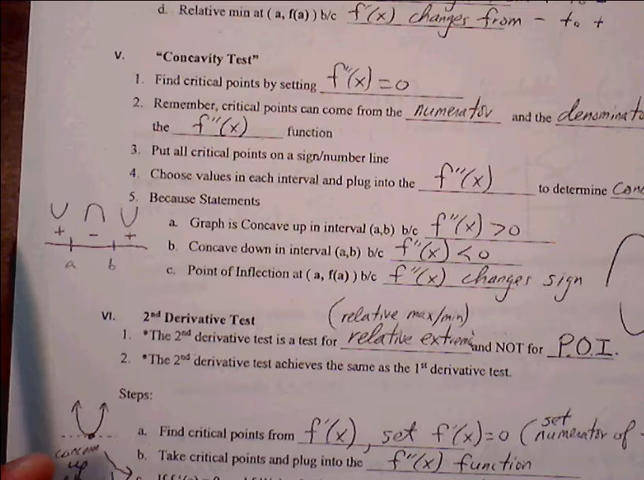 d. Relative min at ( a, f(a) ) b/c f'(x) changes from - to +
V. "Concavity Test"
1. Find critical points by setting f''(x) = 0
2. Remember, critical points can come from the numerator and the
the f''(x) function
3. Put all critical points on a sign/number line
4. Choose values in each interval and plug into the f''(x) to determine
5. Because Statements
a. Graph is Concave up in interval (a,b) b/c f''(x) > 0
+ - +
b. Concave down in interval (a,b) b/c f''(x) < 0
a b
c. Point of Inflection at ( a, f(a) ) b/c f''(x) changes sign
(relative max/min)
VI. 2nd Derivative Test
1. *The 2nd derivative test is a test for relative extrema and NOT for P.O.I.
2. *The 2nd derivative test achieves the same as the 1st derivative test.
Steps:
set
a. Find critical points from f'(x), set f'(x)=0 (numerator of
concave up
b. Take critical points and plug into the f''(x) function